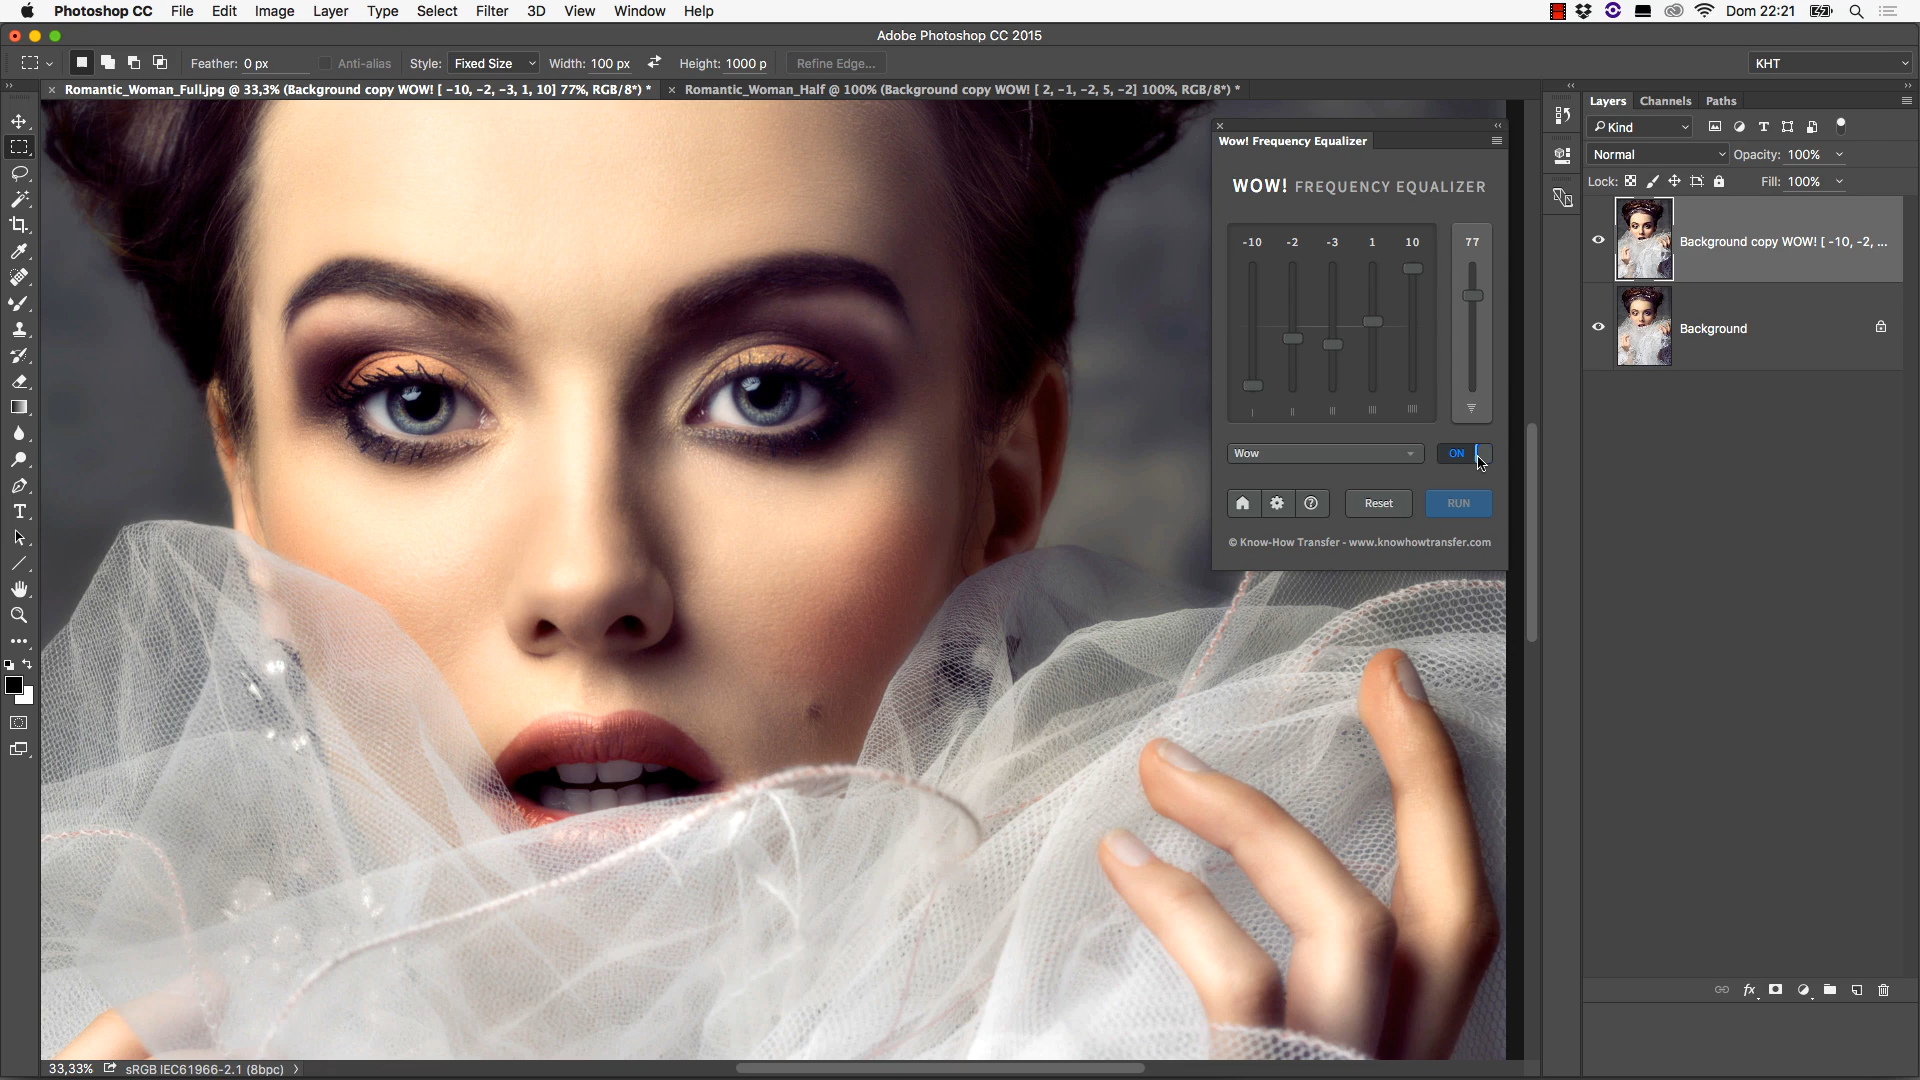 Photoshop CC File Edit Image Layer Type Select Filter 3D View Window Help Dom 22:21
Adobe Photoshop CC 2015
Feather: 0 px Anti-alias Style: Fixed Size Width: 100 px Height: 1000 p Refine Edge... KHT
Romantic_Woman_Full.jpg @ 33,3% (Background copy WOW! [ -10, -2, -3, 1, 10] 77%, RGB/8*) * Romantic_Woman_Half @ 100% (Background copy WOW! [ 2, -1, -2, 5, -2] 100%, RGB/8*) *
Layers Channels Paths
Kind
Normal Opacity: 100%
Lock: Fill: 100%
Background copy WOW! [ -10, -2, ...
Background
Wow! Frequency Equalizer
WOW! FREQUENCY EQUALIZER
-10 -2 -3 1 10 77
Wow ON
Reset RUN
© Know-How Transfer - www.knowhowtransfer.com
33,33% sRGB IEC61966-2.1 (8bpc)